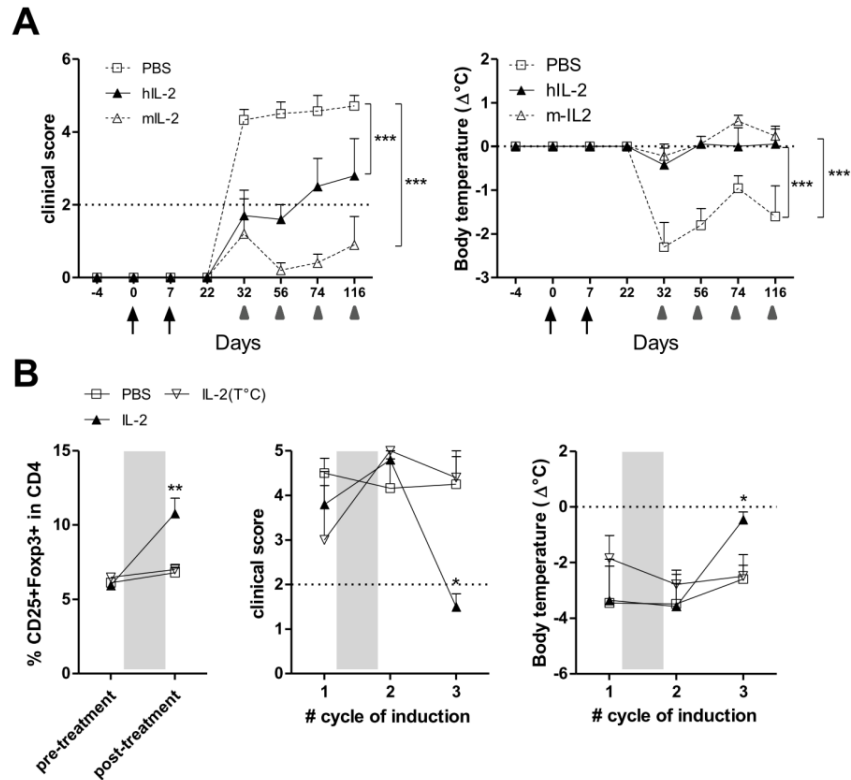 A
clinical score
6
4
2
0
PBS
hIL-2
mIL-2
***
***
-4 0 7 22 32 56 74 116
Days
Body temperature (Δ°C)
2
1
0
-1
-2
-3
PBS
hIL-2
m-IL2
***
***
-4 0 7 22 32 56 74 116
Days
B
PBS IL-2(T°C)
IL-2
% CD25+Foxp3+ in CD4
15
10
5
0
**
pre-treatment
post-treatment
clinical score
5
4
3
2
1
0
*
1 2 3
# cycle of induction
Body temperature ( Δ°C)
2
0
-2
-4
-6
*
1 2 3
# cycle of induction